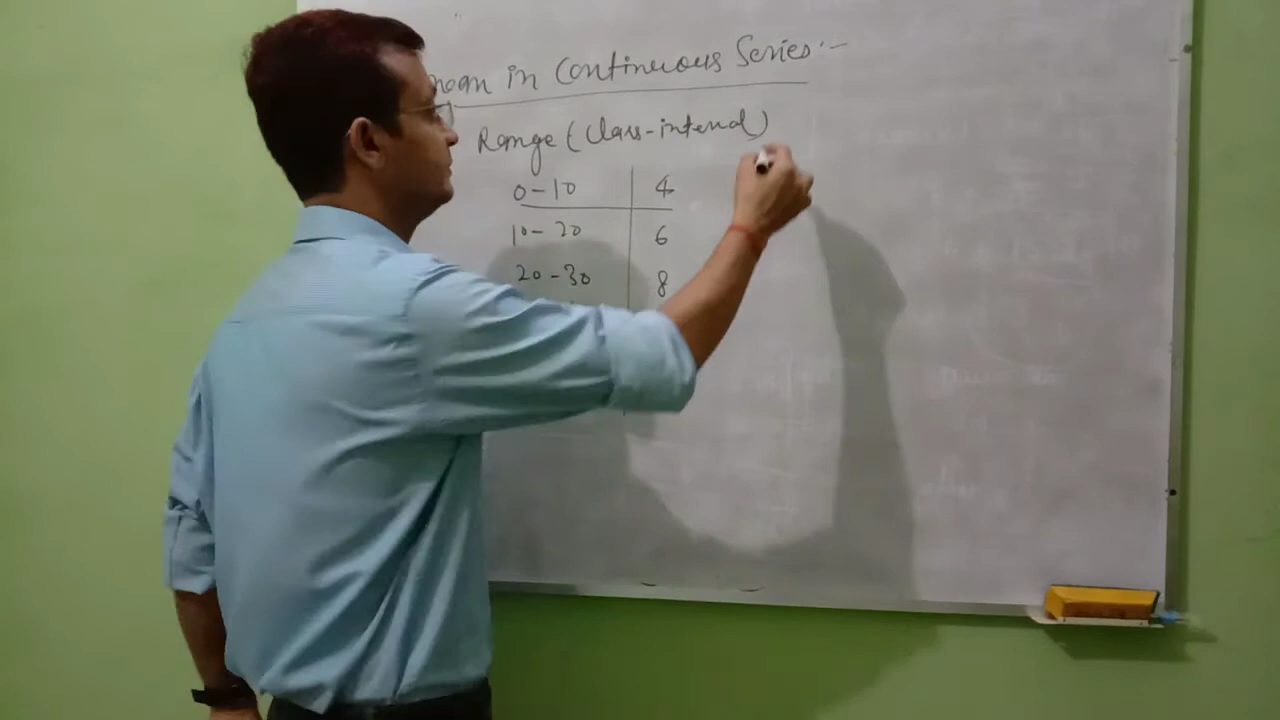 mean in Continuous Series:-
Range (Class-interval)
0-10 4
10-20 6
20-30 8